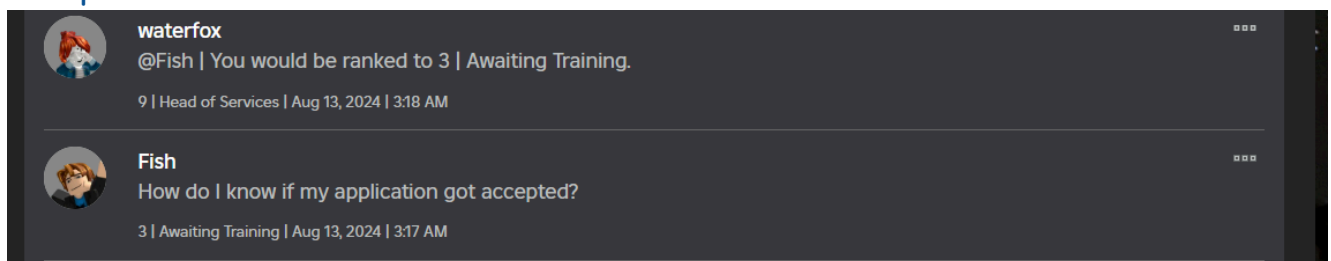 waterfox
@Fish | You would be ranked to 3 | Awaiting Training.
9 | Head of Services | Aug 13, 2024 | 3:18 AM
Fish
How do I know if my application got accepted?
3 | Awaiting Training | Aug 13, 2024 | 3:17 AM